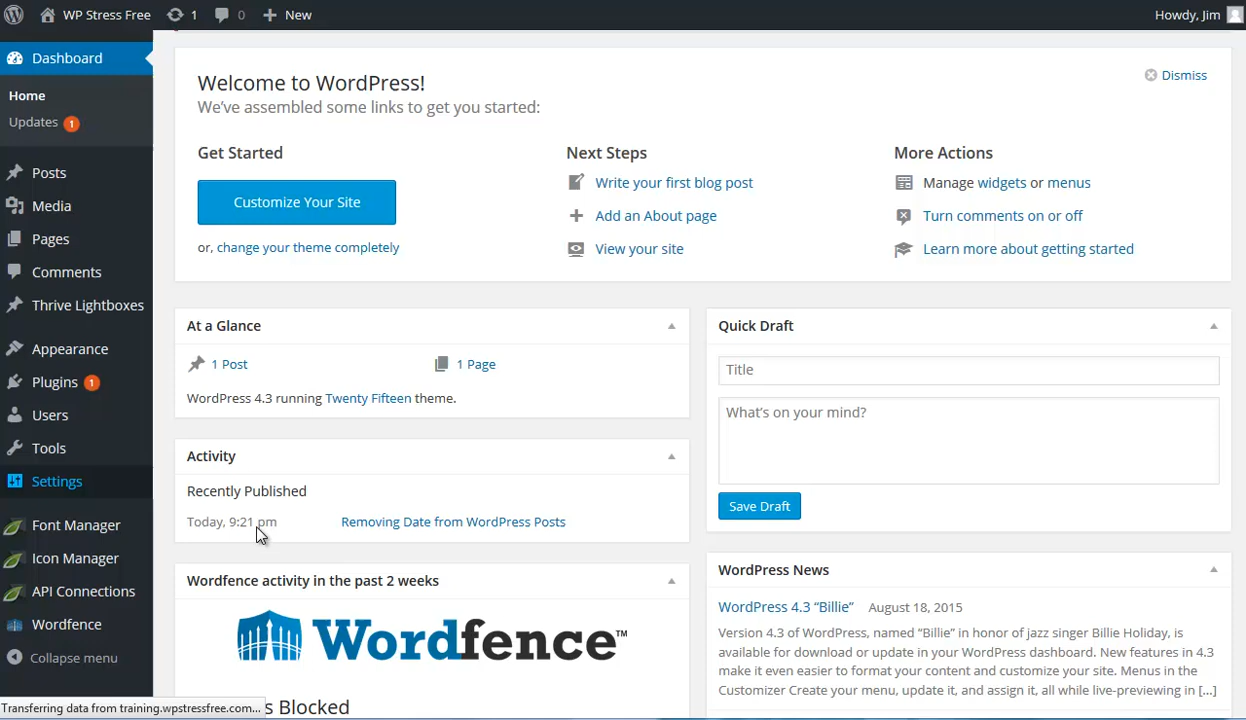 WP Stress Free 1 0 New Howdy, Jim
Dashboard
Home
Updates 1
Posts
Media
Pages
Comments
Thrive Lightboxes
Appearance
Plugins 1
Users
Tools
Settings
Font Manager
Icon Manager
API Connections
Wordfence
Collapse menu
Welcome to WordPress!
Dismiss
We've assembled some links to get you started:
Get Started
Customize Your Site
or, change your theme completely
Next Steps
Write your first blog post
Add an About page
View your site
More Actions
Manage widgets or menus
Turn comments on or off
Learn more about getting started
At a Glance
1 Post 1 Page
WordPress 4.3 running Twenty Fifteen theme.
Activity
Recently Published
Today, 9:21 pm Removing Date from WordPress Posts
Wordfence activity in the past 2 weeks
Wordfence™
s Blocked
Quick Draft
Title
What's on your mind?
Save Draft
WordPress News
WordPress 4.3 “Billie” August 18, 2015
Version 4.3 of WordPress, named “Billie” in honor of jazz singer Billie Holiday, is
available for download or update in your WordPress dashboard. New features in 4.3
make it even easier to format your content and customize your site. Menus in the
Customizer Create your menu, update it, and assign it, all while live-previewing in [...]
Transferring data from training.wpstressfree.com...